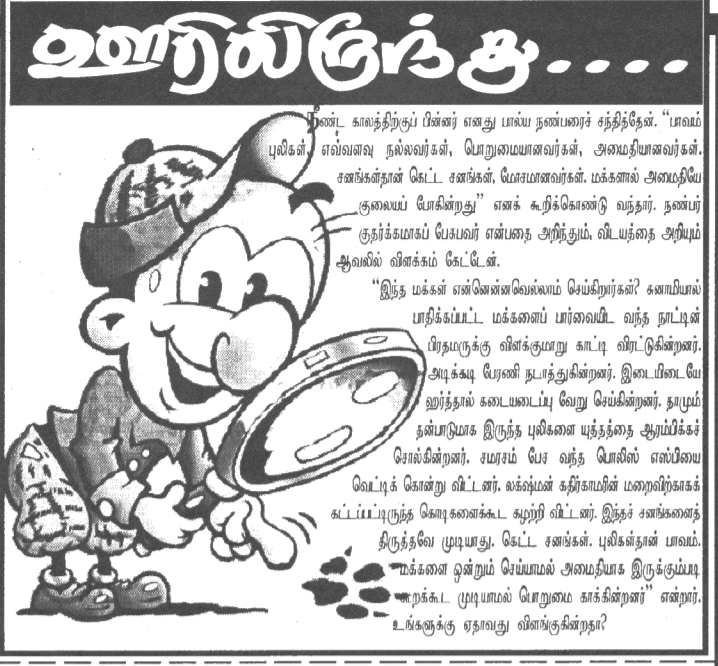 ஊரிலிருந்து....
நீண்ட காலத்திற்குப் பின்னர் எனது பால்ய நண்பரைச் சந்தித்தேன். “பாவம்
புலிகள், எவ்வளவு நல்லவர்கள், பொறுமையானவர்கள், அமைதியானவர்கள்.
சனங்கள்தான் கெட்ட சனங்கள், மோசமானவர்கள். மக்களால் அமைதியே
குலையப் போகின்றது” எனக் கூறிக்கொண்டு வந்தார். நண்பர்
குதர்க்கமாகப் பேசுபவர் என்பதை அறிந்தும், விடயத்தை அறியும்
ஆவலில் விளக்கம் கேட்டேன்.
“இந்த மக்கள் என்னென்னவெல்லாம் செய்கிறார்கள்? சுனாமியால்
பாதிக்கப்பட்ட மக்களைப் பார்வையிட வந்த நாட்டின்
பிரதமருக்கு விளக்குமாறு காட்டி விரட்டுகின்றனர்.
அடிக்கடி பேரணி நடாத்துகின்றனர். இடையிடையே
ஹர்த்தால் கடையடைப்பு வேறு செய்கின்றனர். தாமும்
தன்பாடுமாக இருந்த புலிகளை யுத்தத்தை ஆரம்பிக்கச்
சொல்கின்றனர். சமரசம் பேச வந்த பொலிஸ் எஸ்பியை
வெட்டிக் கொன்று விட்டனர். லக்ஷ்மன் கதிர்காமரின் மறைவிற்காகக்
கட்டப்பட்டிருந்த கொடிகளைக்கூட கழற்றி விட்டனர். இந்தச் சனங்களைத்
திருத்தவே முடியாது. கெட்ட சனங்கள். புலிகள்தான் பாவம்.
மக்களை ஒன்றும் செய்யாமல் அமைதியாக இருக்கும்படி
கூறக்கூட முடியாமல் பொறுமை காக்கின்றனர்” என்றார்.
உங்களுக்கு ஏதாவது விளங்குகின்றதா?